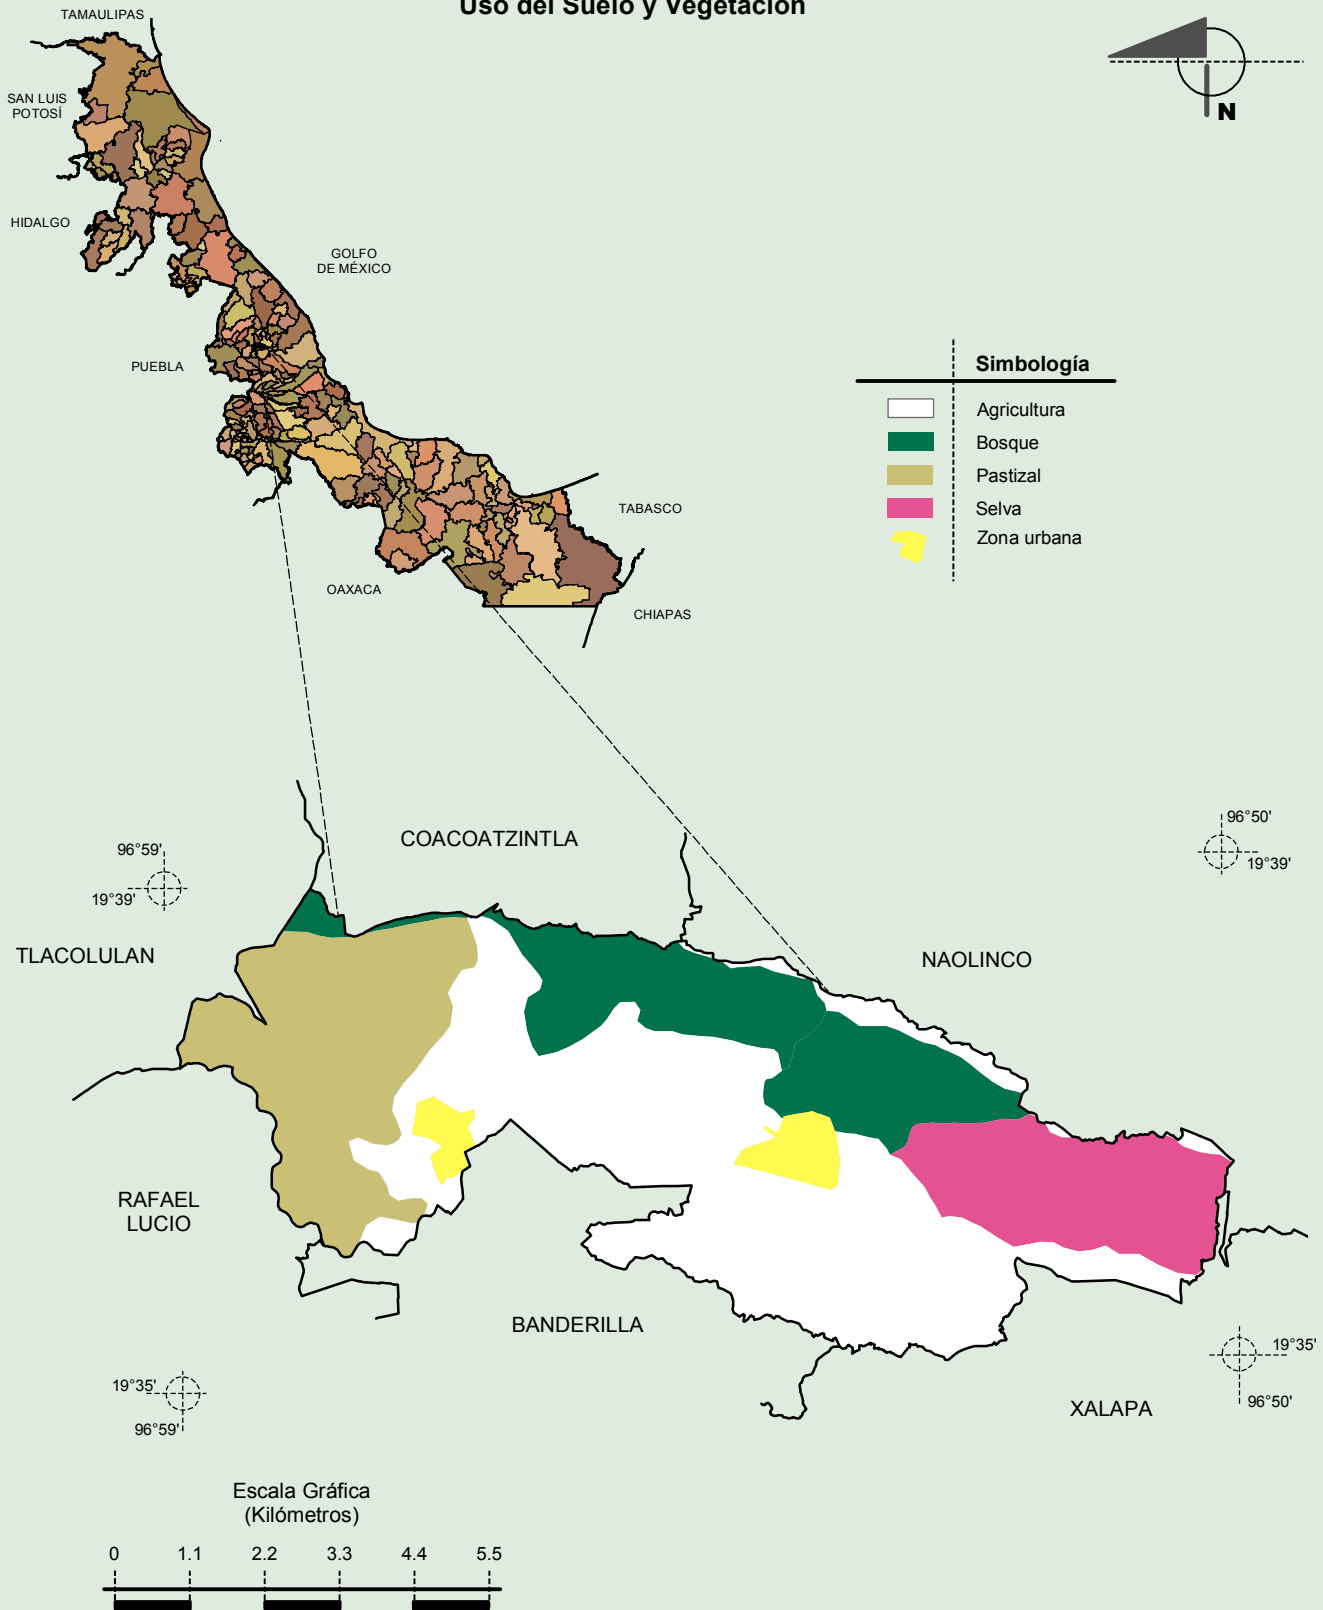 Uso del Suelo y Vegetación
TAMAULIPAS
SAN LUIS
POTOSÍ
HIDALGO
GOLFO
DE MÉXICO
PUEBLA
TABASCO
OAXACA
CHIAPAS
N
Simbología
Agricultura
Bosque
Pastizal
Selva
Zona urbana
96°59'
19°39'
COACOATZINTLA
96°50'
19°39'
TLACOLULAN
NAOLINCO
RAFAEL
LUCIO
BANDERILLA
XALAPA
19°35'
96°59'
19°35'
96°50'
Escala Gráfica
(Kilómetros)
0 1.1 2.2 3.3 4.4 5.5